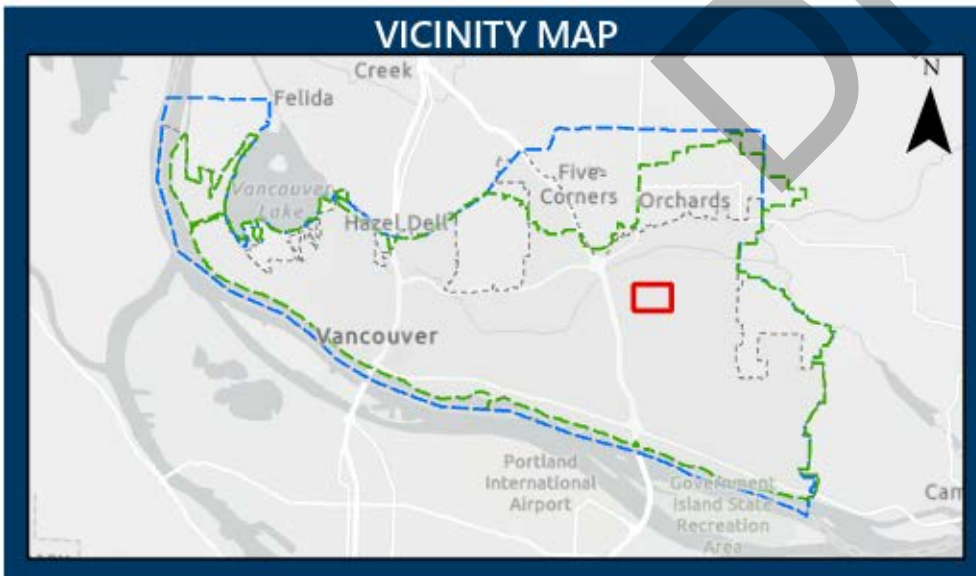 VICINITY MAP
Creek
N
Felida
Vancouver
Lake
Five-
Corners
Orchards
Hazel Dell
Vancouver
Portland
International
Airport
Government
Island State
Recreation
Area
Cam